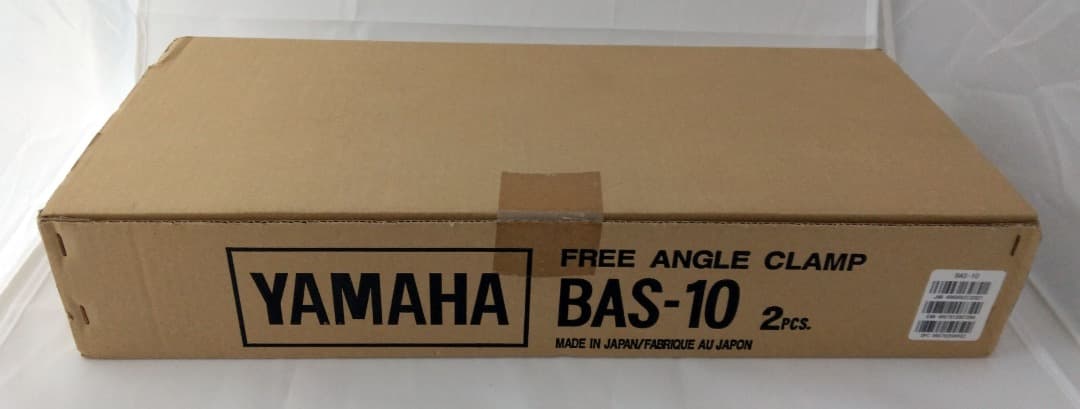 YAMAHA
FREE ANGLE CLAMP
BAS-10 2PCS.
MADE IN JAPAN/FABRIQUE AU JAPON
BAS-10